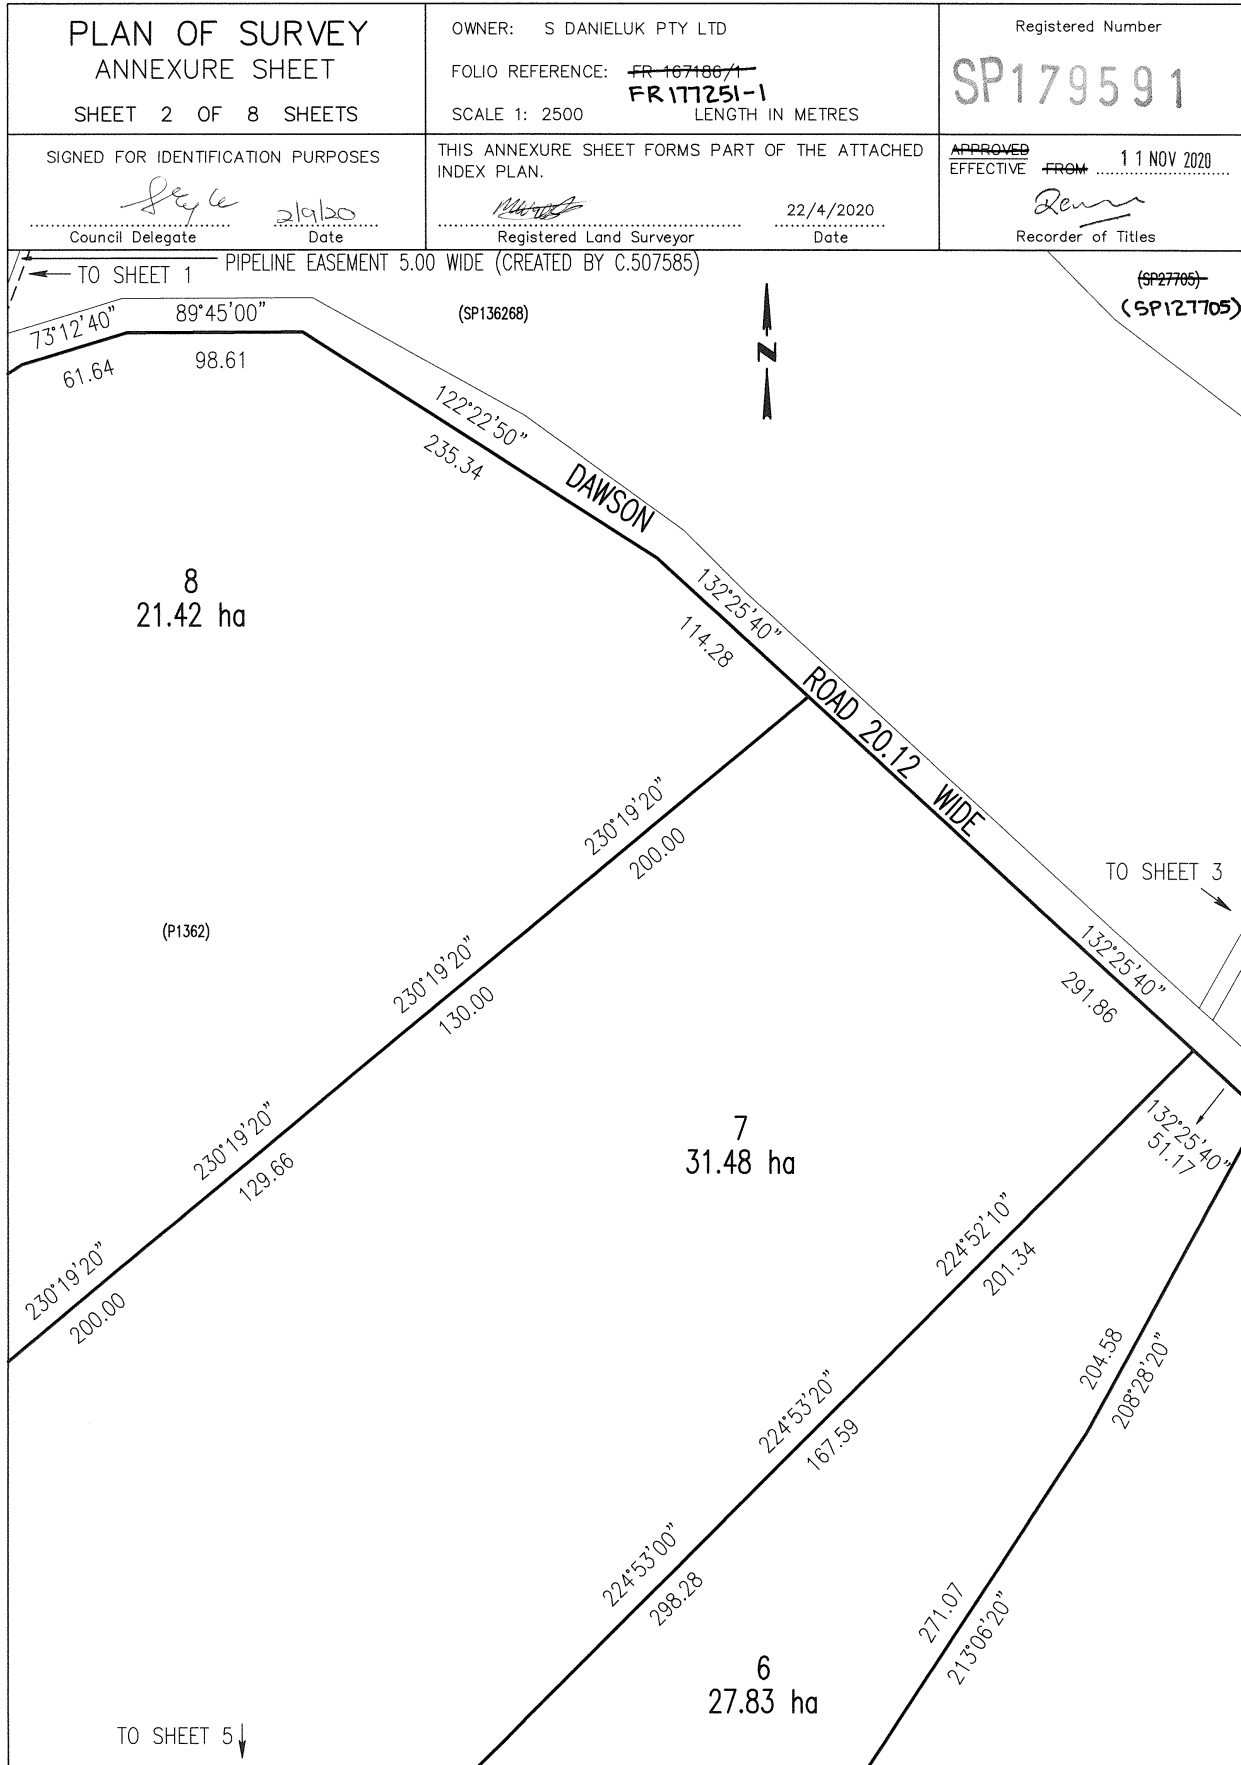 PLAN OF SURVEY
ANNEXURE SHEET
SHEET 2 OF 8 SHEETS
OWNER: S DANIELUK PTY LTD
FOLIO REFERENCE: FR 167186/1
FR177251-1
SCALE 1: 2500 LENGTH IN METRES
Registered Number
SP179591
SIGNED FOR IDENTIFICATION PURPOSES
2/9/20
Council Delegate Date
THIS ANNEXURE SHEET FORMS PART OF THE ATTACHED
INDEX PLAN.
22/4/2020
Registered Land Surveyor Date
APPROVED
EFFECTIVE FROM 11 NOV 2020
Recorder of Titles
PIPELINE EASEMENT 5.00 WIDE (CREATED BY C.507585)
TO SHEET 1
(SP27705)
(SP127705)
(SP136268)
73°12'40"
61.64
89°45'00"
98.61
N
122°22'50"
235.34
DAWSON
8
21.42 ha
132°25'40"
114.28
ROAD 20.12 WIDE
230°19'20"
200.00
TO SHEET 3
(P1362)
230°19'20"
130.00
132°25'40"
291.86
7
31.48 ha
230°19'20"
129.66
132°25'40"
51.17
224°52'10"
201.34
230°19'20"
200.00
204.58
208°28'20"
224°53'20"
167.59
224°53'00"
298.28
271.07
213°06'20"
6
27.83 ha
TO SHEET 5